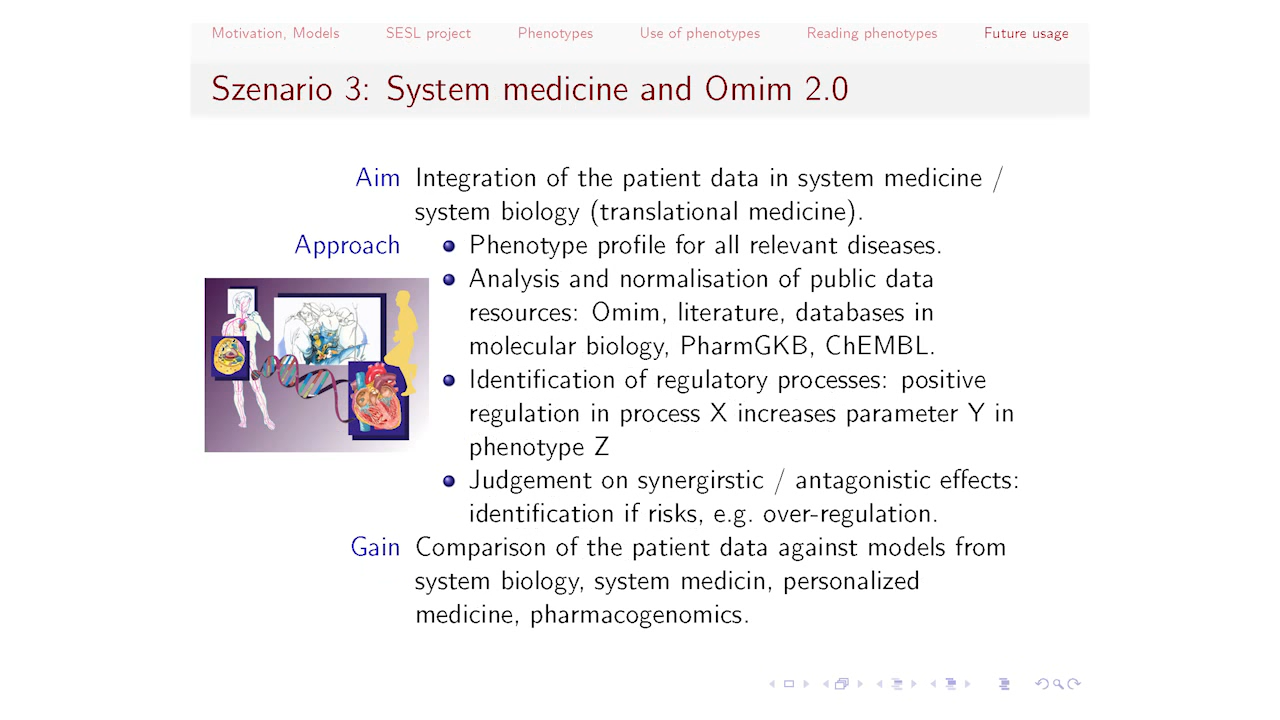 Motivation, Models SESL project Phenotypes Use of phenotypes Reading phenotypes Future usage
Szenario 3: System medicine and Omim 2.0
Aim Integration of the patient data in system medicine /
system biology (translational medicine).
Approach Phenotype profile for all relevant diseases.
Analysis and normalisation of public data
resources: Omim, literature, databases in
molecular biology, PharmGKB, ChEMBL.
Identification of regulatory processes: positive
regulation in process X increases parameter Y in
phenotype Z
Judgement on synergirstic / antagonistic effects:
identification if risks, e.g. over-regulation.
Gain Comparison of the patient data against models from
system biology, system medicin, personalized
medicine, pharmacogenomics.